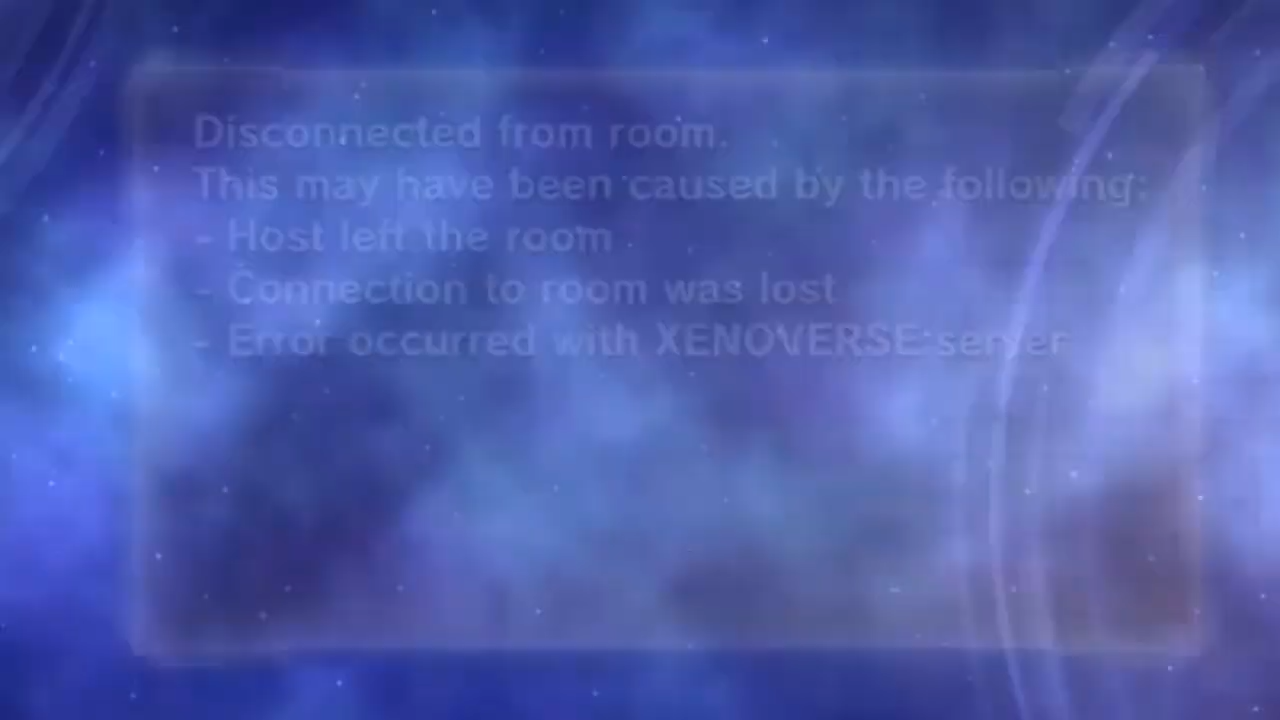 Disconnected from room.
This may have been caused by the following:
- Host left the room
- Connection to room was lost
- Error occurred with XENOVERSE server